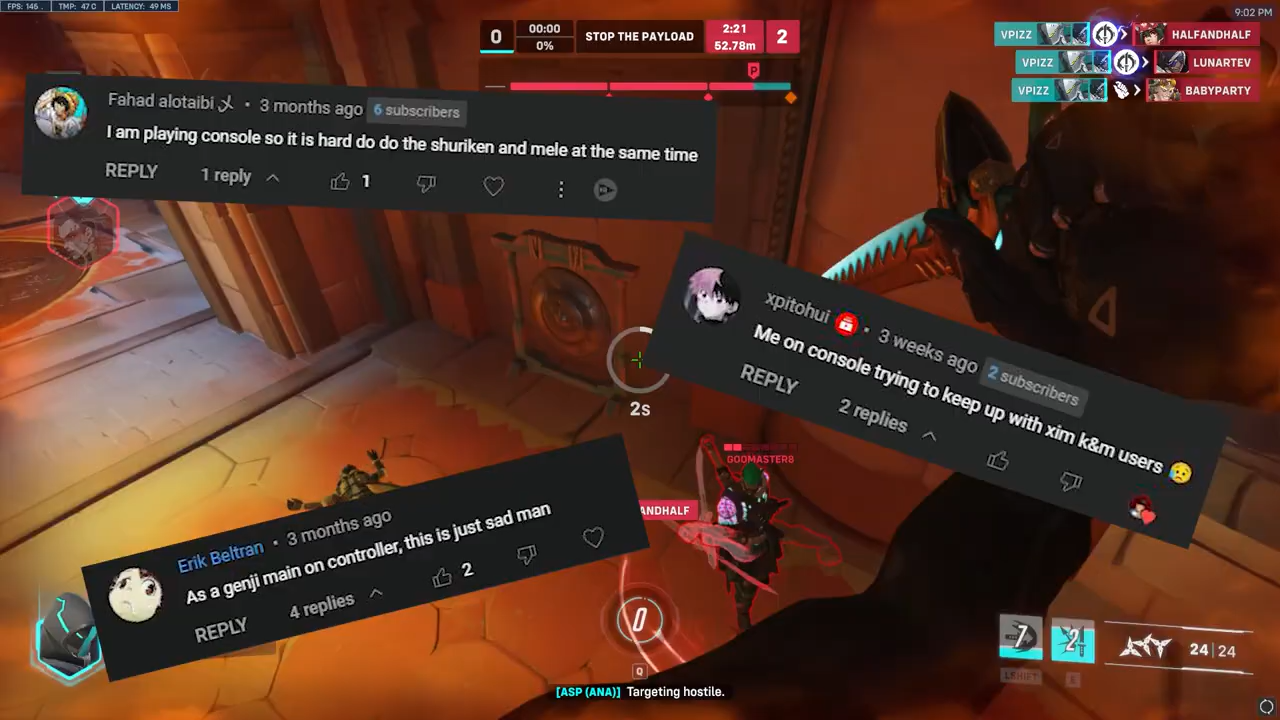 FPS: 145
TMP: 47 C
LATENCY: 49 MS
9:02 PM
0
00:00
0%
STOP THE PAYLOAD
2:21
52.78m
2
P
VPIZZ
HALFANDHALF
VPIZZ
LUNARTEV
VPIZZ
BABYPARTY
Fahad alotaibi • 3 months ago 6 subscribers
I am playing console so it is hard do do the shuriken and mele at the same time
REPLY 1 reply 1
xpitohui • 3 weeks ago 2 subscribers
Me on console trying to keep up with xim k&m users 😥
REPLY 2 replies
2s
GODMASTER8
ANDHALF
Erik Beltran • 3 months ago
As a genji main on controller, this is just sad man
REPLY 4 replies 2
0
Q
7
LSHIFT
2
E
24|24
[ASP (ANA)] Targeting hostile.